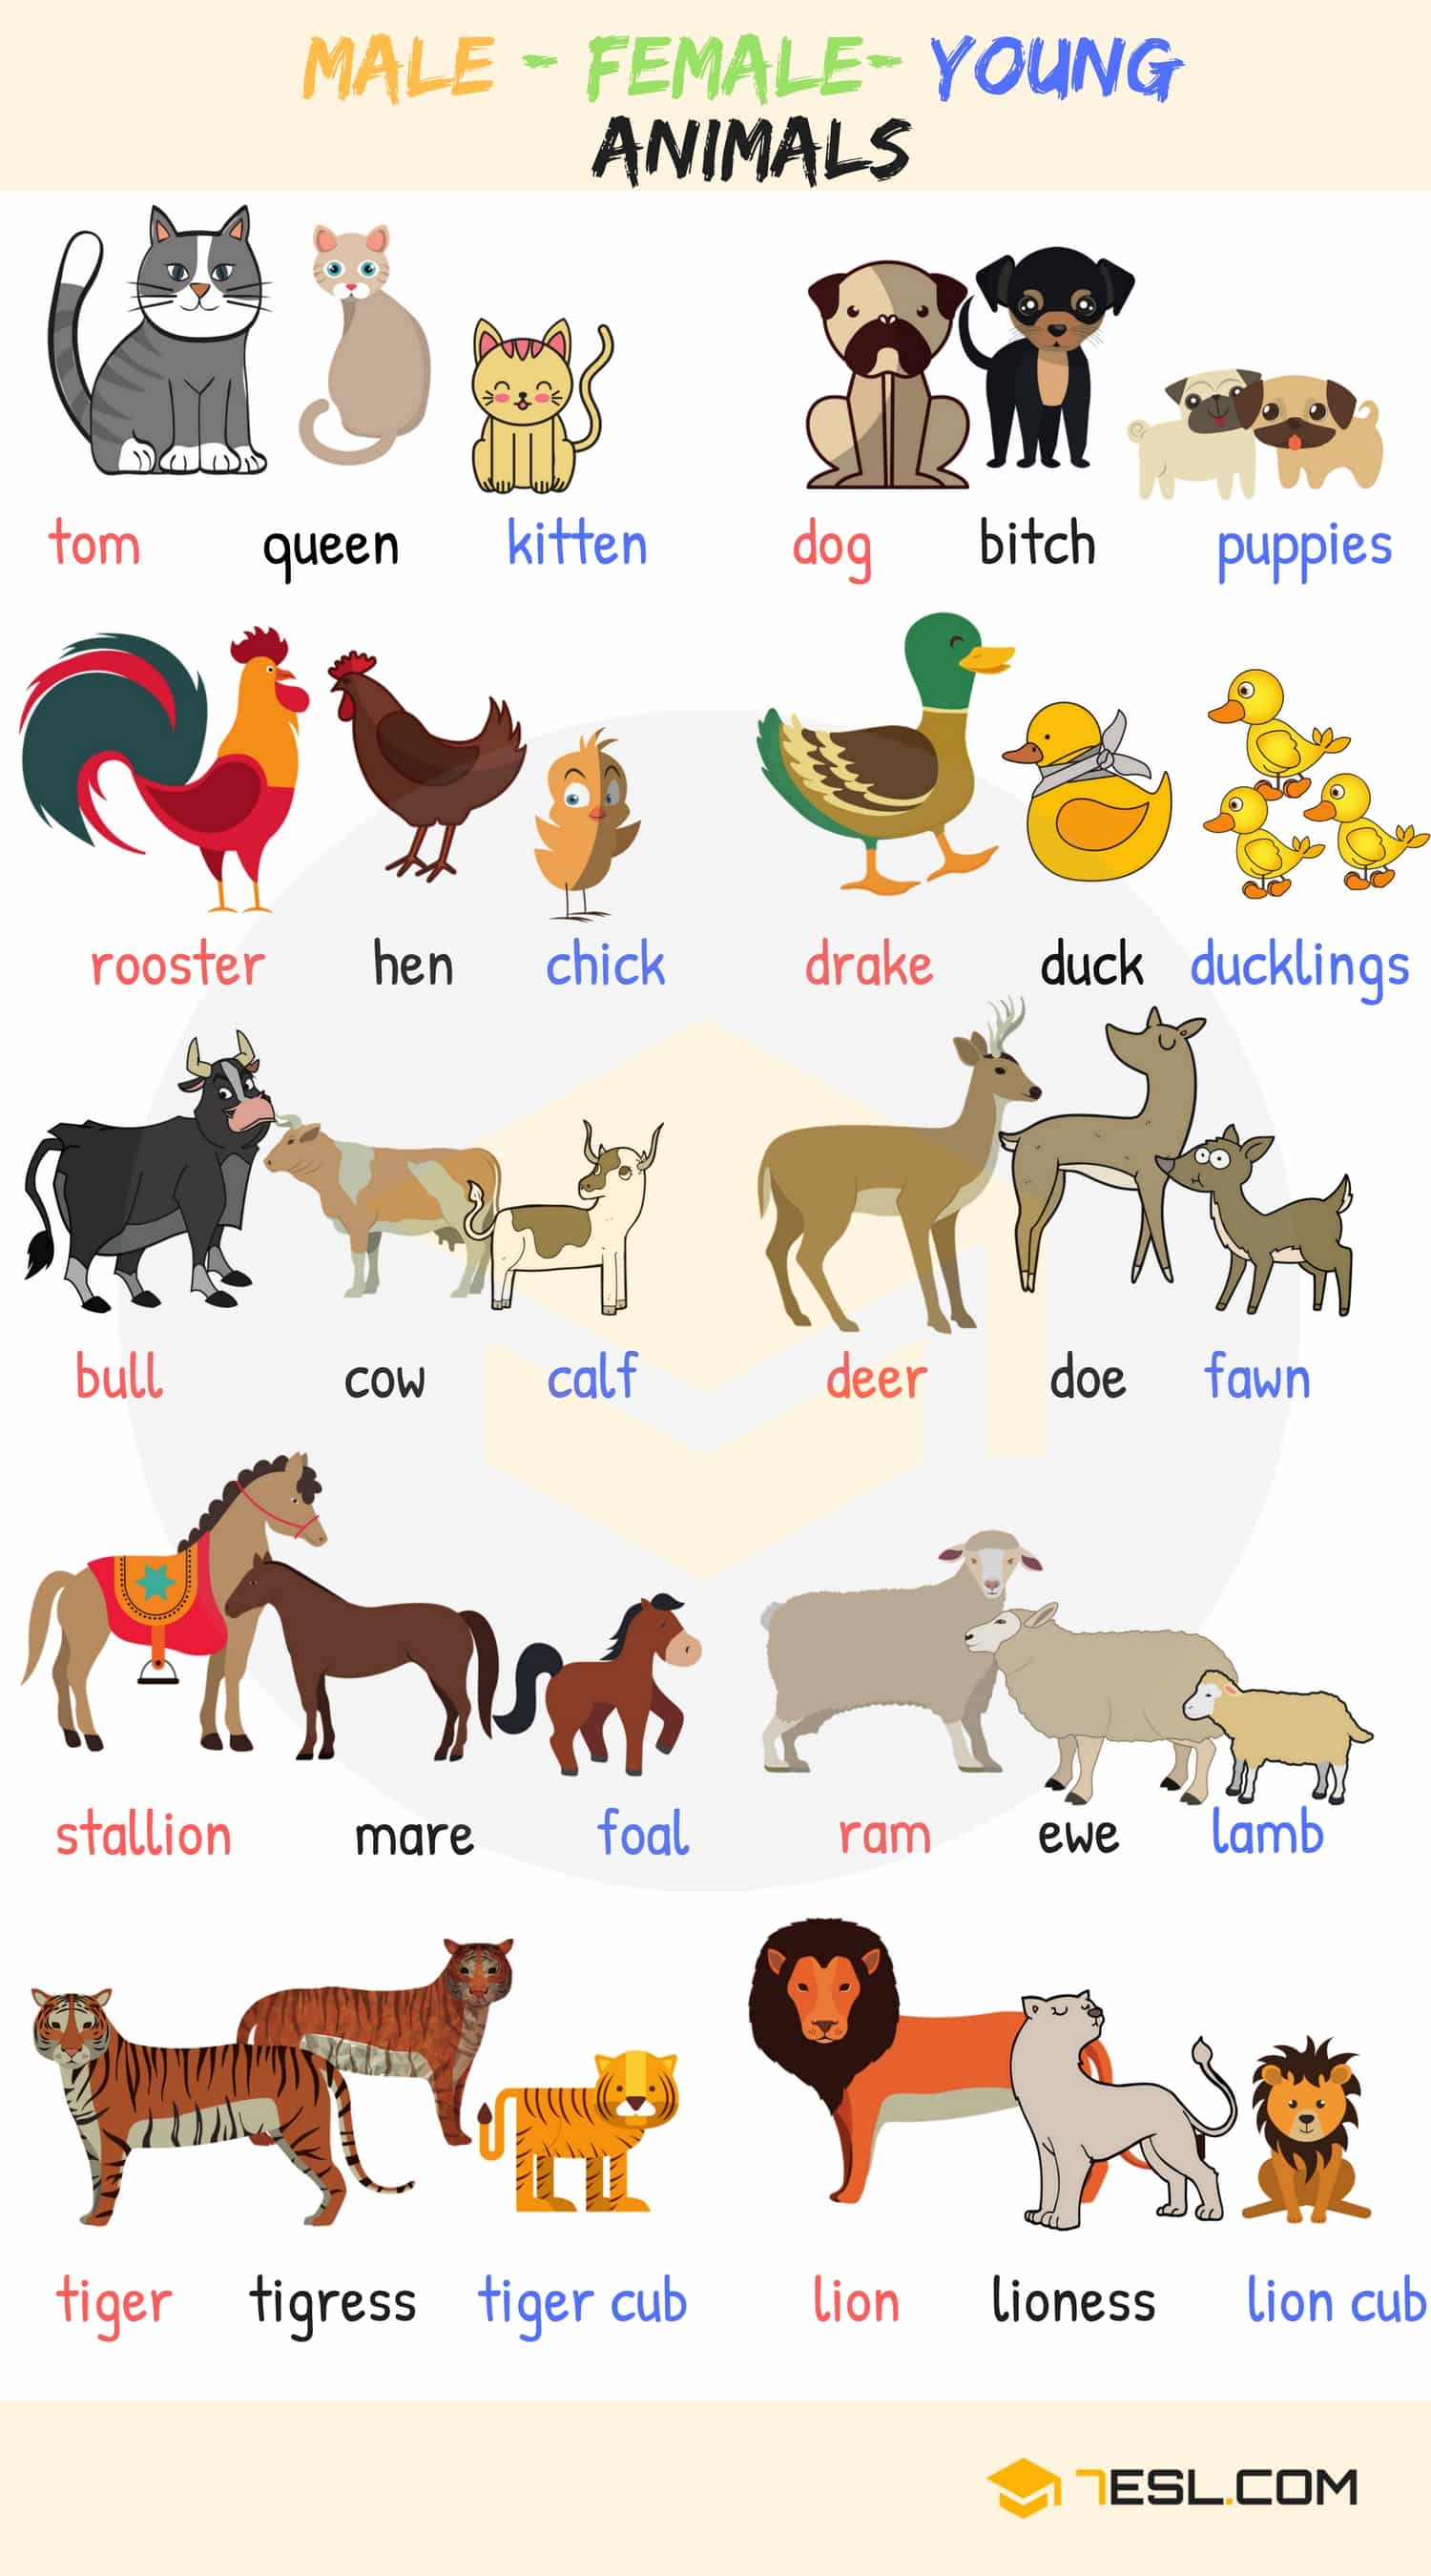 MALE - FEMALE- YOUNG
ANIMALS
tom queen kitten dog bitch puppies
rooster hen chick drake duck ducklings
bull cow calf deer doe fawn
stallion mare foal ram ewe lamb
tiger tigress tiger cub lion lioness lion cub
7ESL.COM